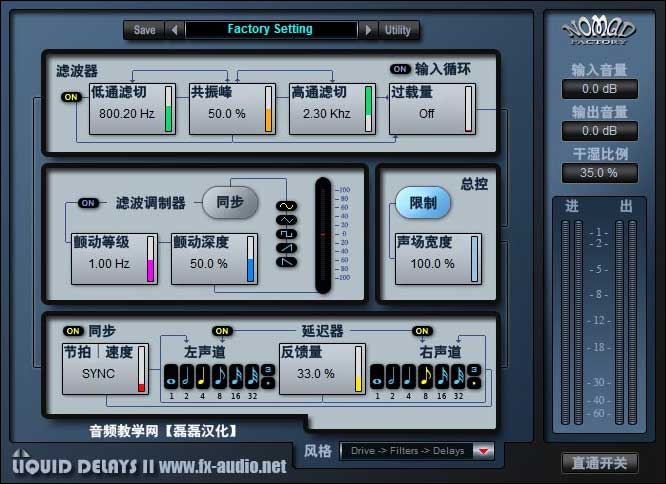 Save
Factory Setting
Utility
NOMAD
FACTORY
滤波器
ON 输入循环
ON
低通滤切
800.20 Hz
共振峰
50.0 %
高通滤切
2.30 Khz
过载量
Off
输入音量
0.0 dB
输出音量
0.0 dB
干湿比例
35.0 %
ON 滤波调制器
同步
颤动等级
1.00 Hz
颤动深度
50.0 %
100
80
60
40
20
0
20
40
60
80
100
总控
限制
声场宽度
100.0 %
进 出
1
2
5
8
12
18
30
40
60
ON 同步
ON 延迟器 ON
节拍 | 速度
SYNC
左声道
1 2 4 8 16 32
3
反馈量
33.0 %
右声道
1 2 4 8 16 32
3
音频教学网【磊磊汉化】
LIQUID DELAYS II www.fx-audio.net
风格
Drive -> Filters -> Delays
直通开关